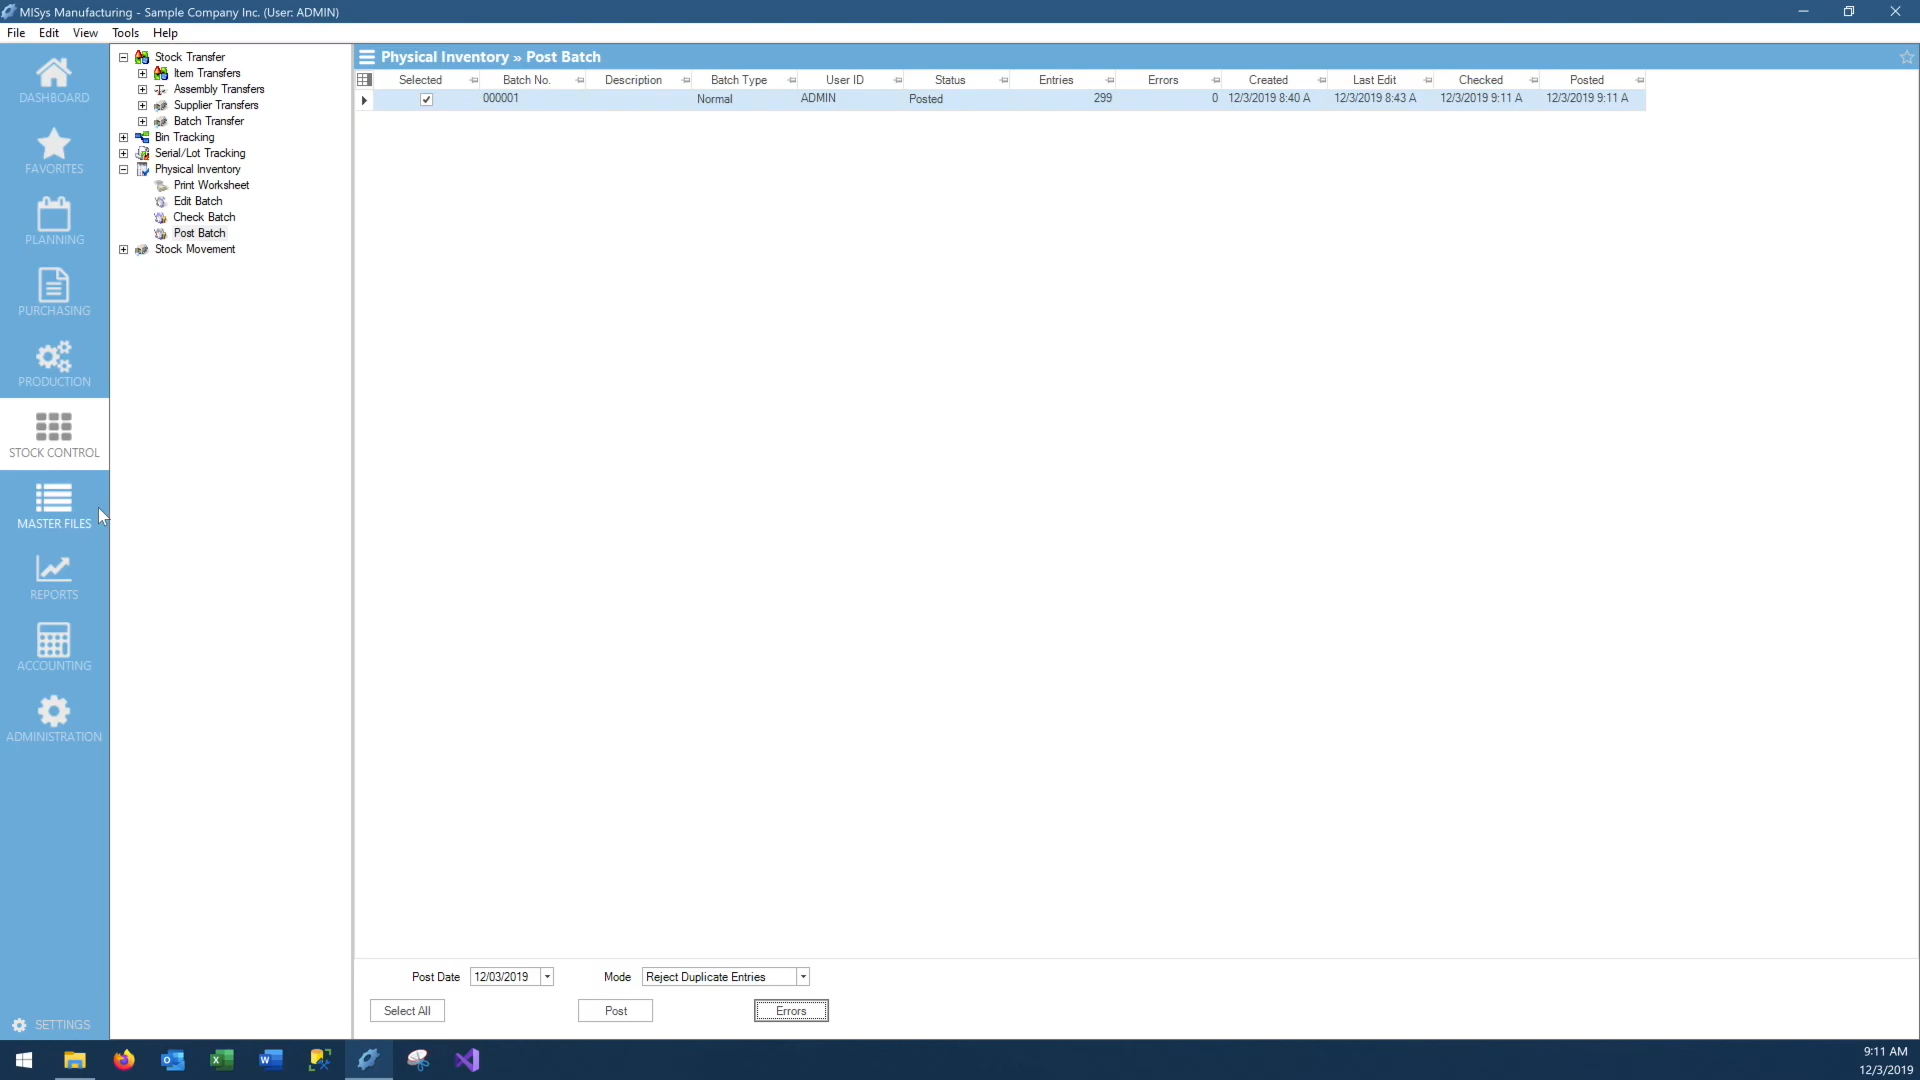 MISys Manufacturing - Sample Company Inc. (User: ADMIN)
File Edit View Tools Help
DASHBOARD
FAVORITES
PLANNING
PURCHASING
PRODUCTION
STOCK CONTROL
MASTER FILES
REPORTS
ACCOUNTING
ADMINISTRATION
SETTINGS
Stock Transfer
Item Transfers
Assembly Transfers
Supplier Transfers
Batch Transfer
Bin Tracking
Serial/Lot Tracking
Physical Inventory
Print Worksheet
Edit Batch
Check Batch
Post Batch
Stock Movement
Physical Inventory » Post Batch
Selected Batch No. Description Batch Type User ID Status Entries Errors Created Last Edit Checked Posted
000001 Normal ADMIN Posted 299 0 12/3/2019 8:40 A 12/3/2019 8:43 A 12/3/2019 9:11 A 12/3/2019 9:11 A
Post Date 12/03/2019 Mode Reject Duplicate Entries
Select All Post Errors
9:11 AM
12/3/2019